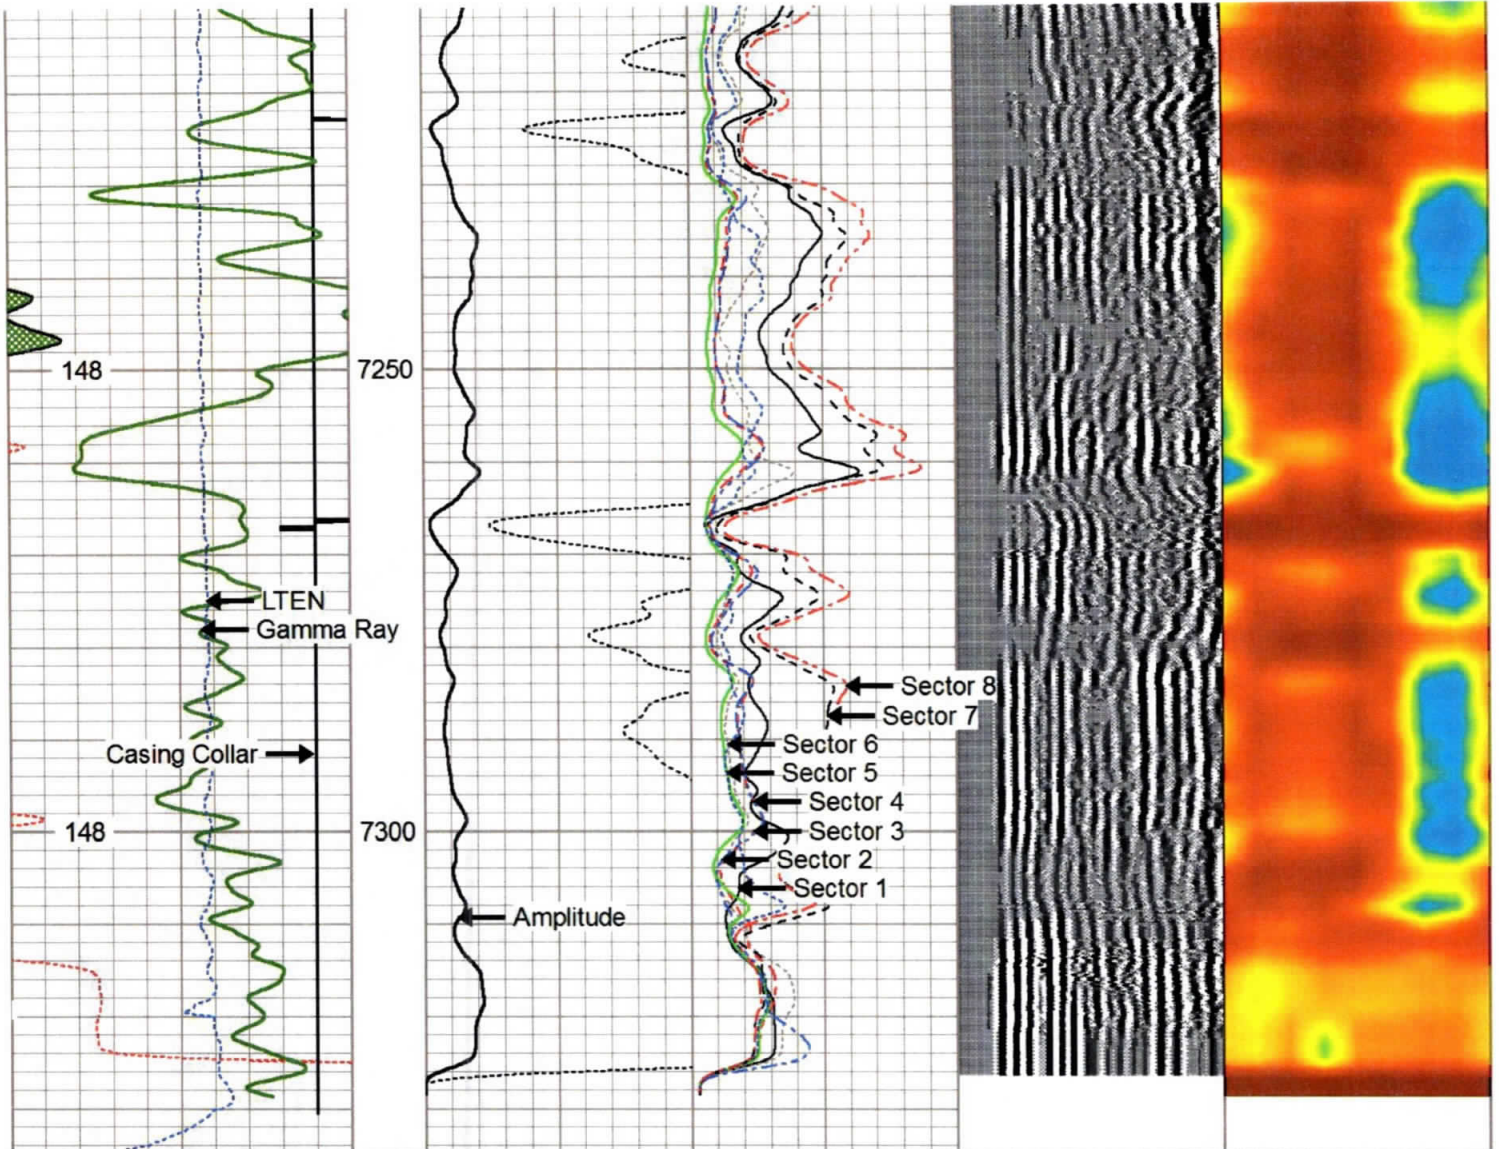 148
7250
LTEN
Gamma Ray
Sector 8
Sector 7
Sector 6
Casing Collar
Sector 5
Sector 4
148
7300
Sector 3
Sector 2
Sector 1
Amplitude